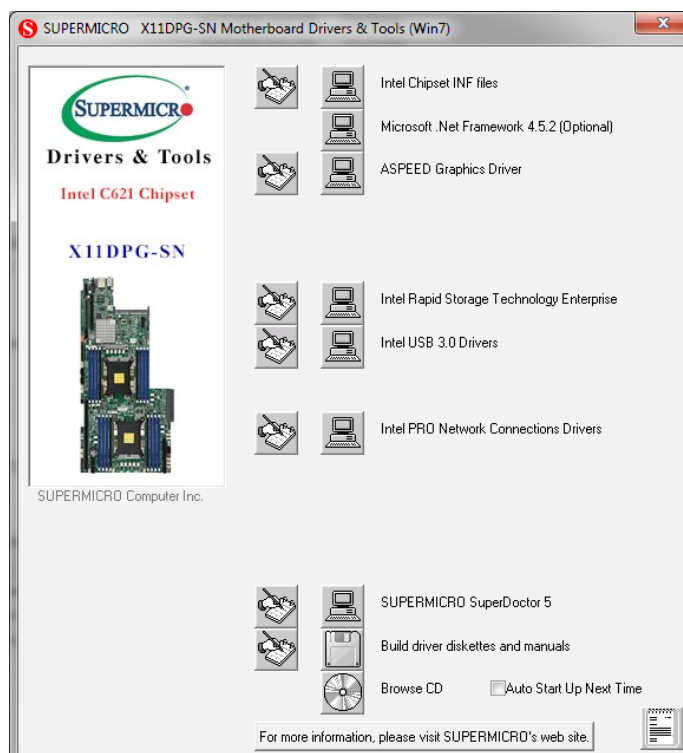 SUPERMICRO   X11DPG-SN Motherboard Drivers & Tools (Win7)
SUPERMICRO
Drivers & Tools
Intel C621 Chipset
X11DPG-SN
SUPERMICRO Computer Inc.
Intel Chipset INF files
Microsoft .Net Framework 4.5.2 (Optional)
ASPEED Graphics Driver
Intel Rapid Storage Technology Enterprise
Intel USB 3.0 Drivers
Intel PRO Network Connections Drivers
SUPERMICRO SuperDoctor 5
Build driver diskettes and manuals
Browse CD
Auto Start Up Next Time
For more information, please visit SUPERMICRO's web site.